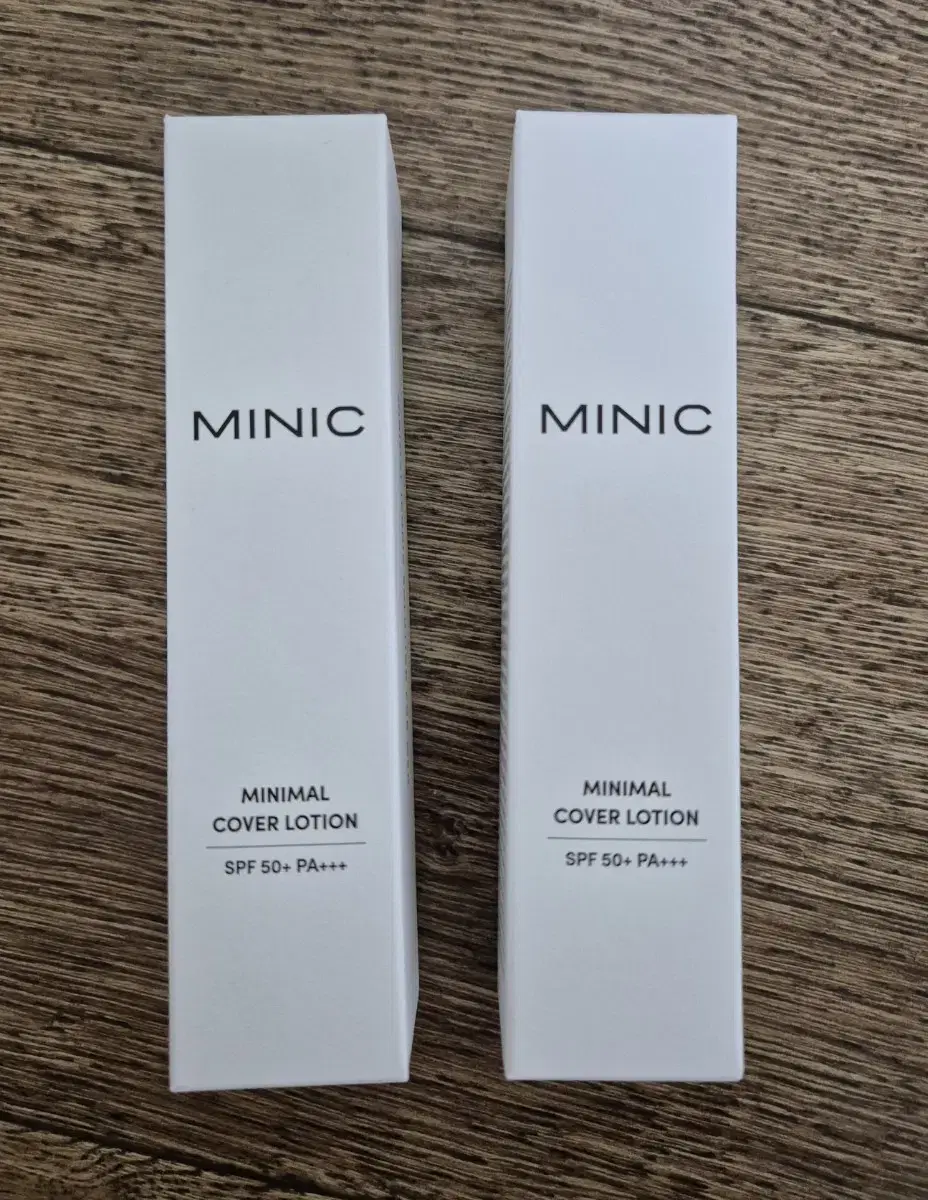 MINIC
MINIMAL
COVER LOTION
SPF 50+ PA+++
MINIC
MINIMAL
COVER LOTION
SPF 50+ PA+++